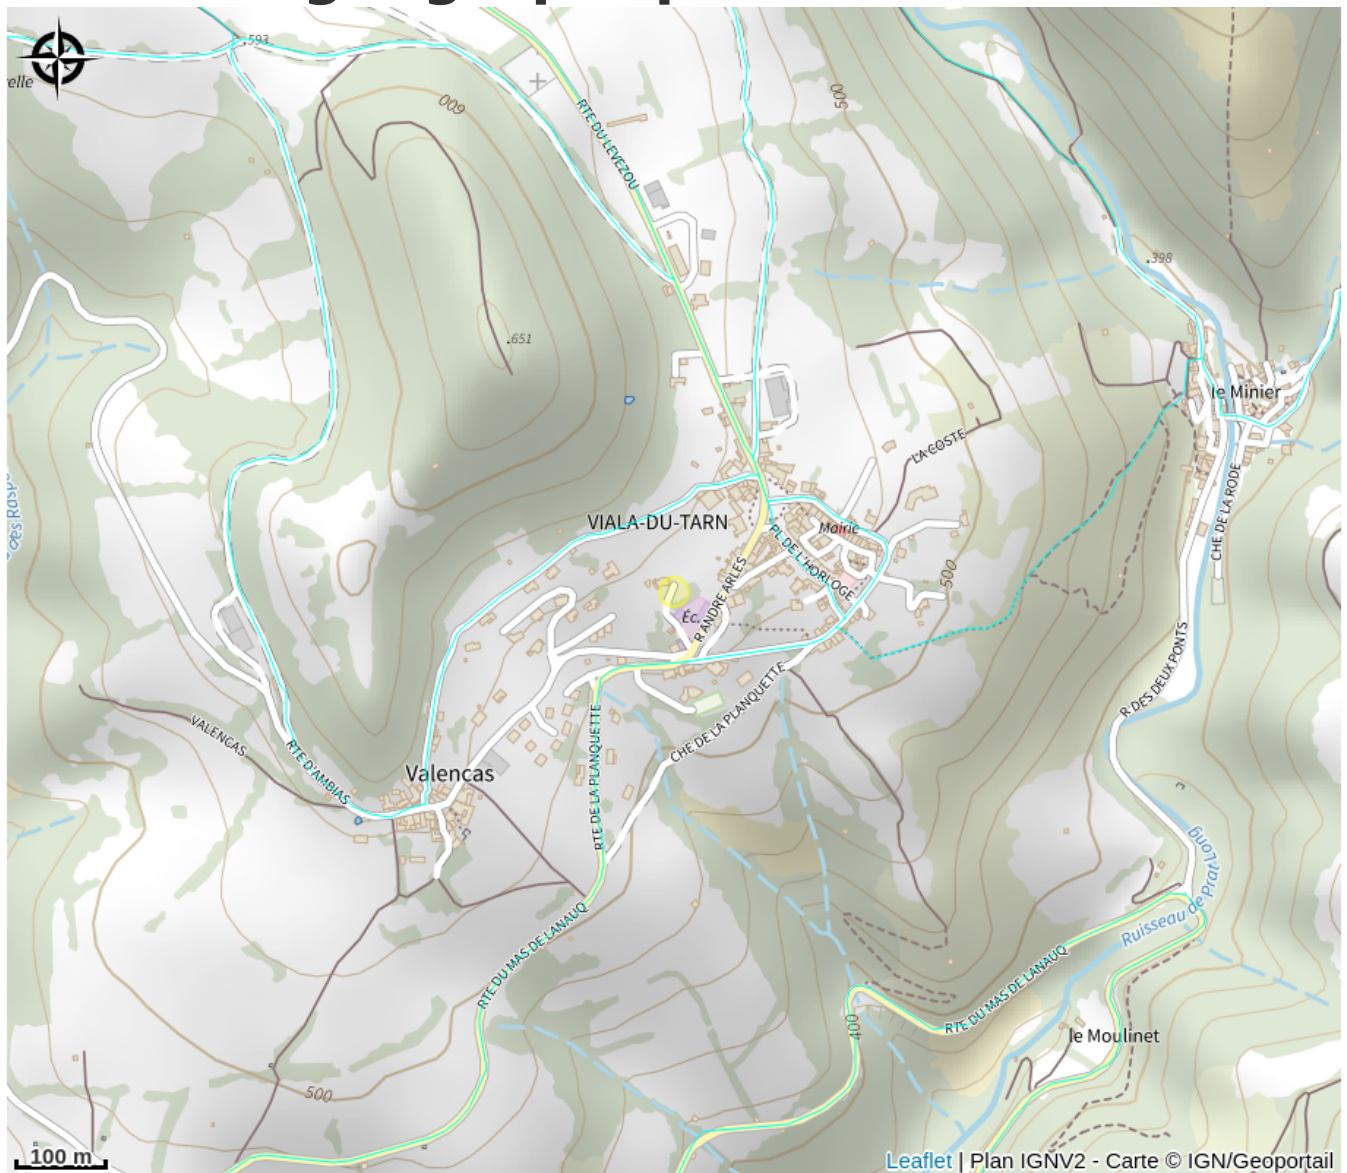 .593
elle
600
500
RTE DU LEVEZOU
.398
.651
le Minier
LA COSTE
VIALA-DU-TARN
Mairie
PL DE L'HORLOGE
CHE DE LA RODE
500
R ANDRE ARLES
Éc.
R DES DEUX PONTS
CHE DE LA PLANQUETTE
RTE DE LA PLANQUETTE
VALENCAS
RTE D'AMBIAS
Valencas
Ruisseau de Prat Long
RTE DU MAS DE LANAUQ
RTE DU MAS DE LANAUQ
400
le Moulinet
500
100 m
Leaflet | Plan IGNV2 - Carte © IGN/Geoportail